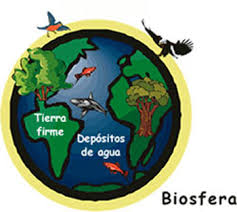 Tierra
firme
Depósitos
de agua
Biosfera